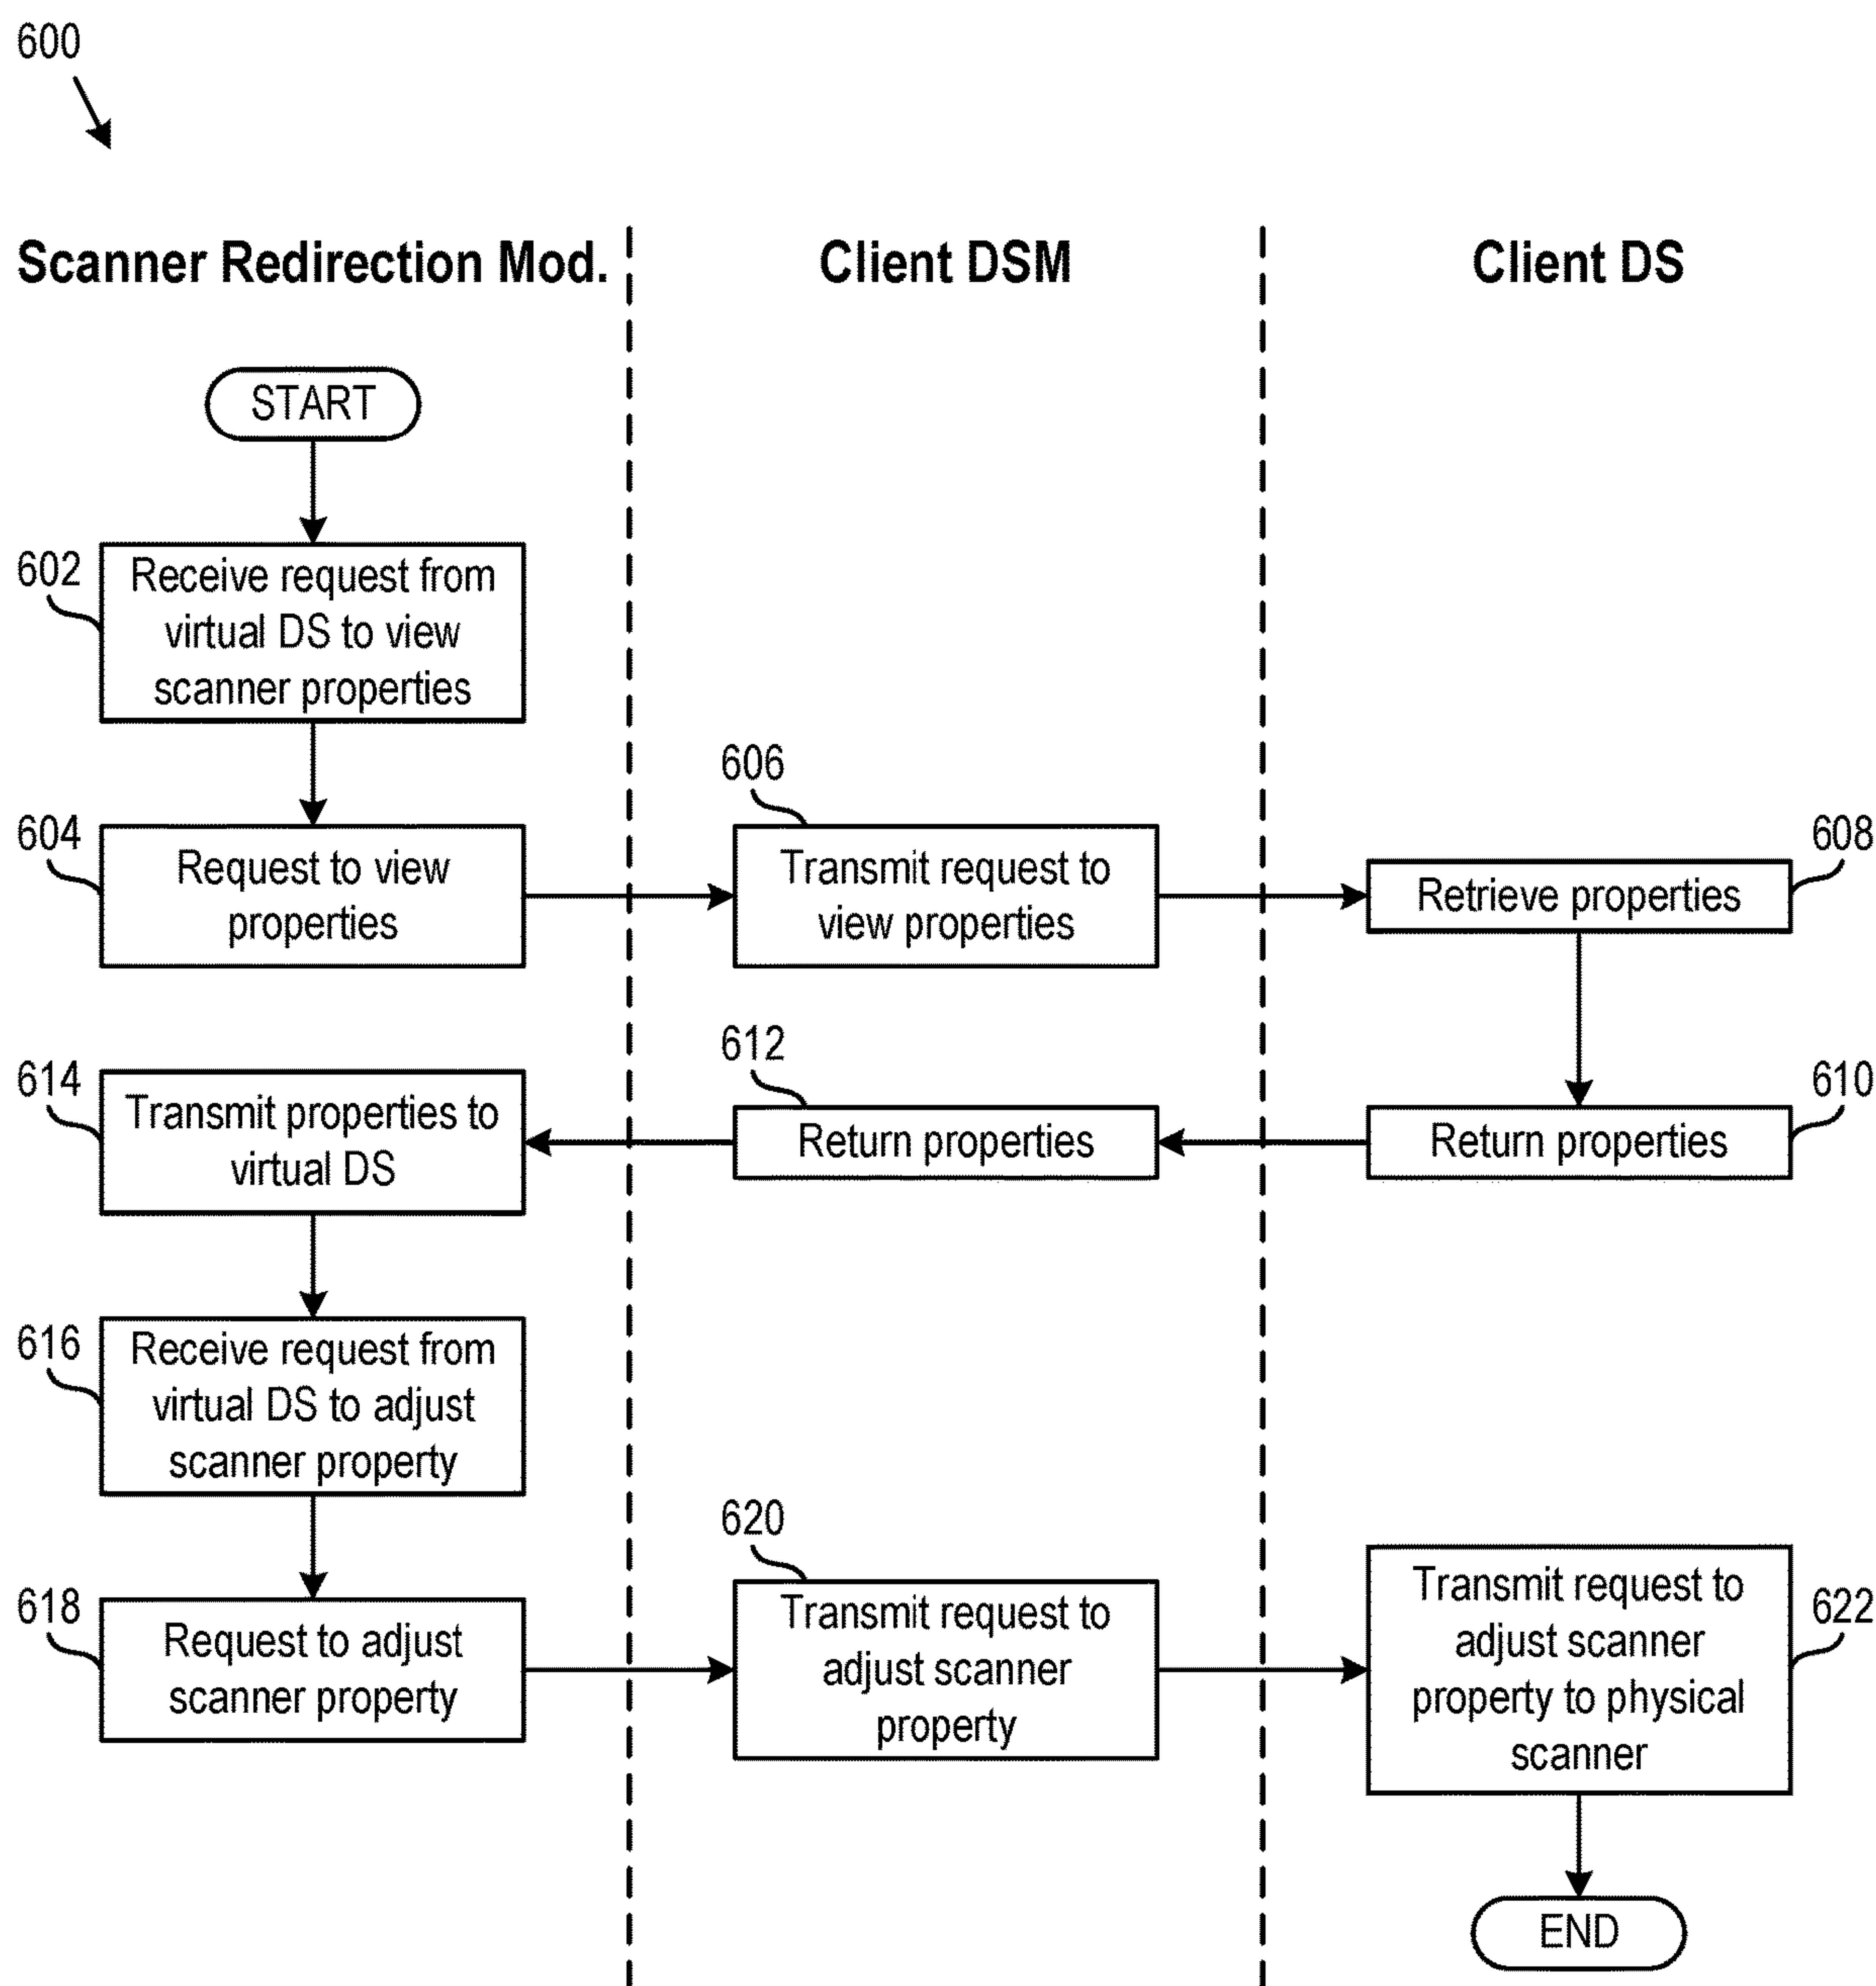 600
Scanner Redirection Mod.
Client DSM
Client DS
START
602
Receive request from
virtual DS to view
scanner properties
604
Request to view
properties
606
Transmit request to
view properties
608
Retrieve properties
610
Return properties
612
Return properties
614
Transmit properties to
virtual DS
616
Receive request from
virtual DS to adjust
scanner property
618
Request to adjust
scanner property
620
Transmit request to
adjust scanner
property
622
Transmit request to
adjust scanner
property to physical
scanner
END